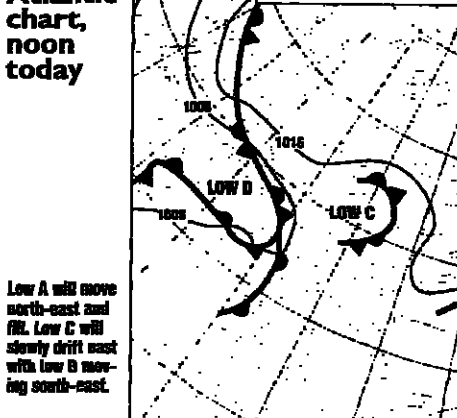 chart,
noon
today
1008
1016
LOW D
LOW C
1008
Low A will move
north-east and
fill. Low C will
slowly drift east
with low D mov-
ing south-east.